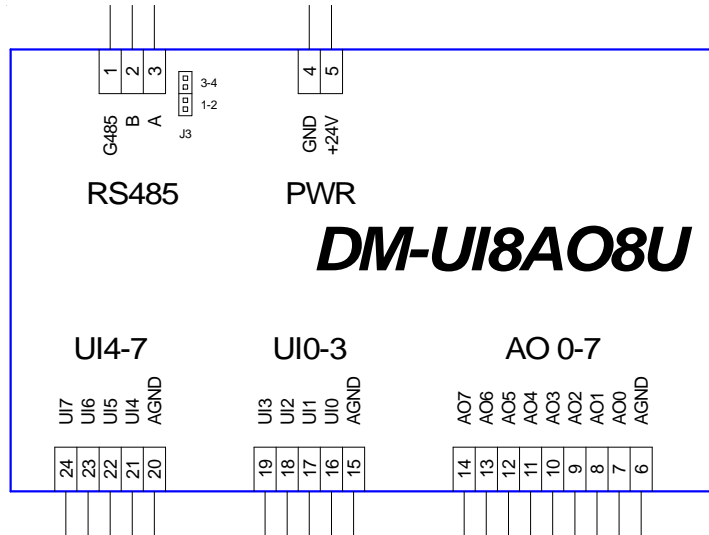 1 2 3 4 5
3-4
1-2
J3
G485 B A GND +24V
RS485 PWR
DM-UI8AO8U
UI4-7 UI0-3 AO 0-7
UI7 UI6 UI5 UI4 AGND UI3 UI2 UI1 UI0 AGND AO7 AO6 AO5 AO4 AO3 AO2 AO1 AO0 AGND
24 23 22 21 20 19 18 17 16 15 14 13 12 11 10 9 8 7 6